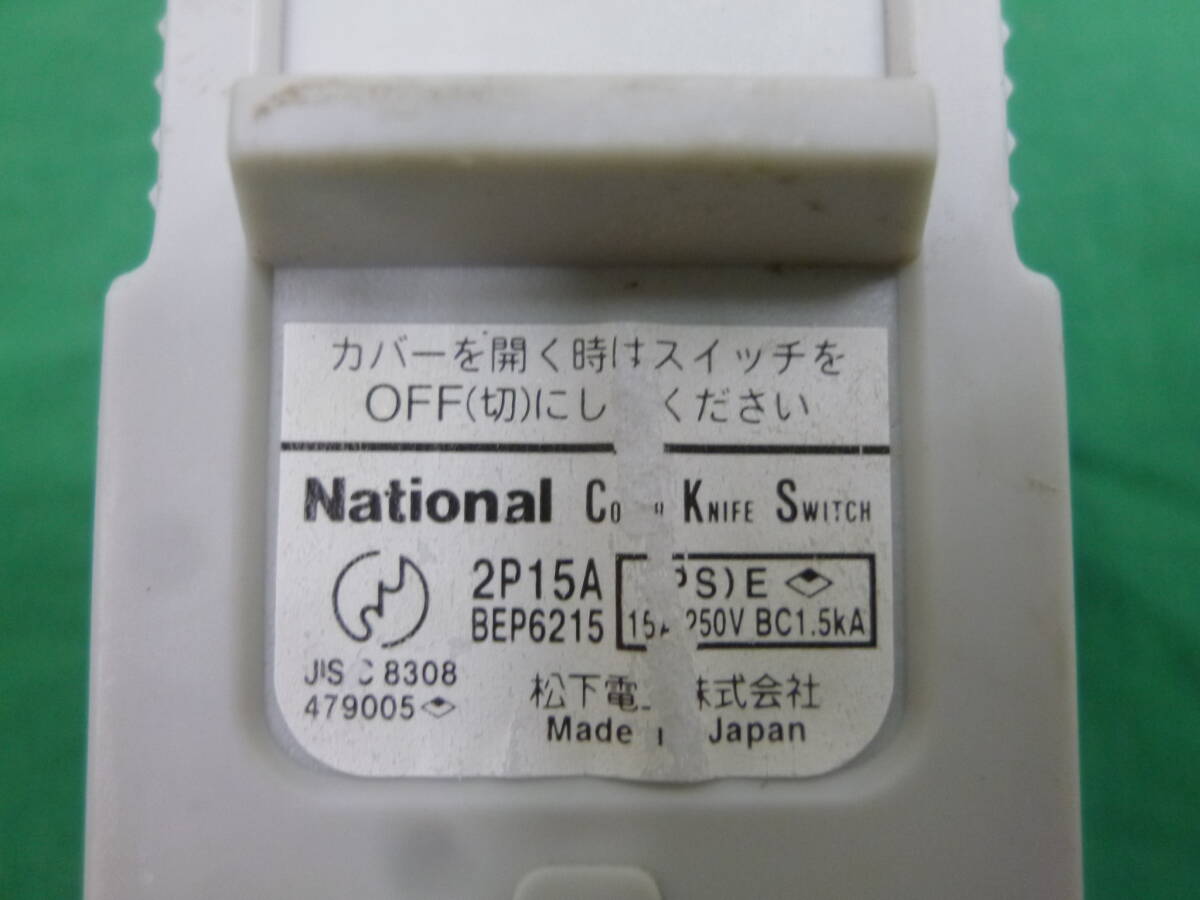 カバーを開く時はスイッチを
OFF(切)にし ください
National KNIFE SWITCH
2P15A PS)E
BEP6215 15A 250V BC1.5kA
JIS C 8308
479005
松下電 株式会社
Made Japan